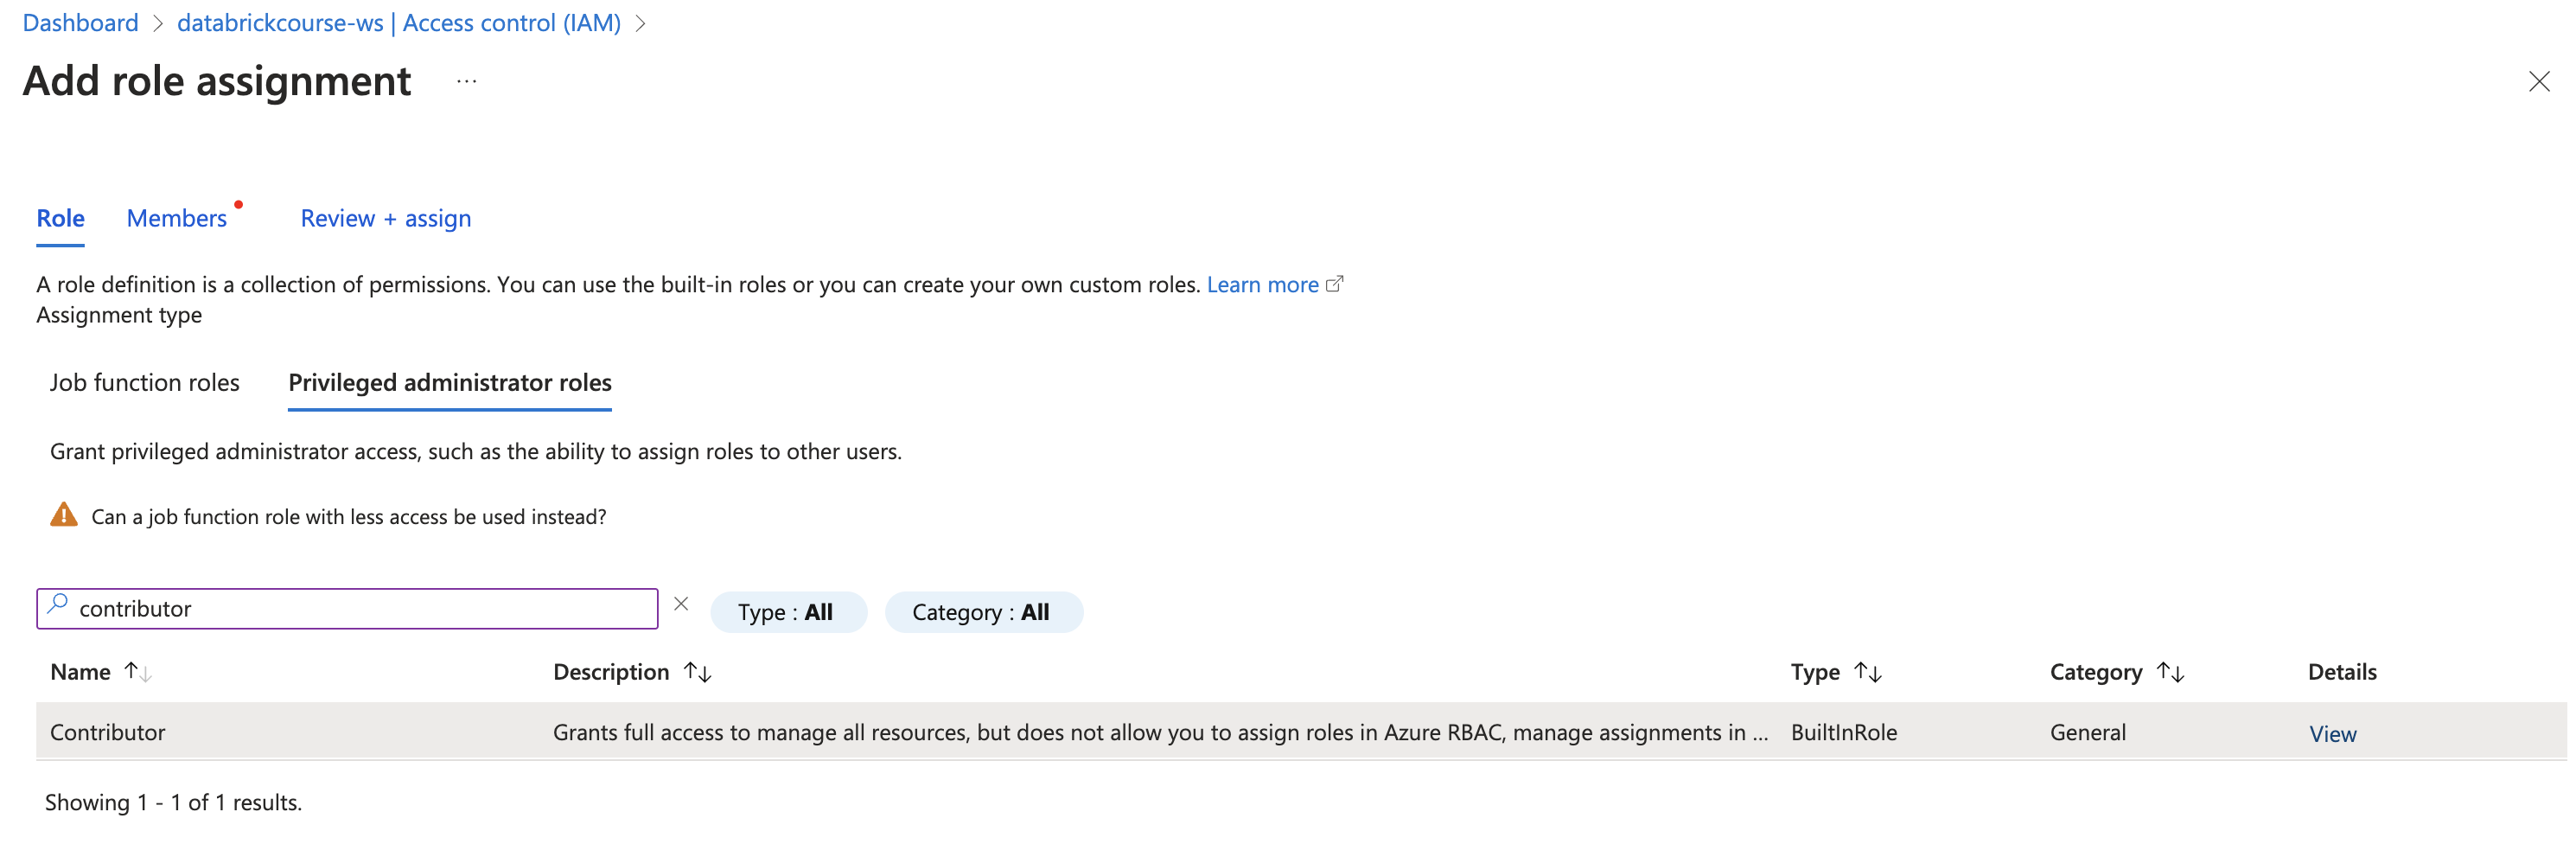 Dashboard > databrickcourse-ws | Access control (IAM) >
Add role assignment ...
Role Members Review + assign
A role definition is a collection of permissions. You can use the built-in roles or you can create your own custom roles. Learn more
Assignment type
Job function roles Privileged administrator roles
Grant privileged administrator access, such as the ability to assign roles to other users.
Can a job function role with less access be used instead?
contributor Type : All Category : All
Name ↑↓ Description ↑↓ Type ↑↓ Category ↑↓ Details
Contributor Grants full access to manage all resources, but does not allow you to assign roles in Azure RBAC, manage assignments in ... BuiltInRole General View
Showing 1 - 1 of 1 results.